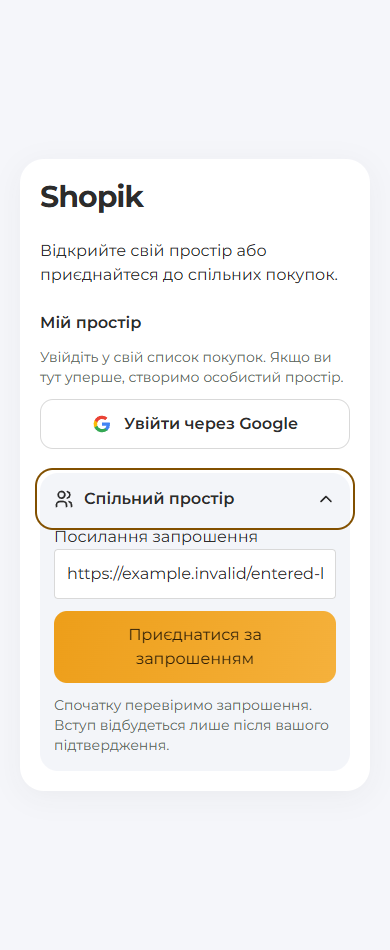 Shopik
Відкрийте свій простір або
приєднайтеся до спільних покупок.
Мій простір
Увійдіть у свій список покупок. Якщо ви
тут уперше, створимо особистий простір.
Увійти через Google
Спільний простір
Посилання запрошення
https://example.invalid/entered-l
Приєднатися за
запрошенням
Спочатку перевіримо запрошення.
Вступ відбудеться лише після вашого
підтвердження.